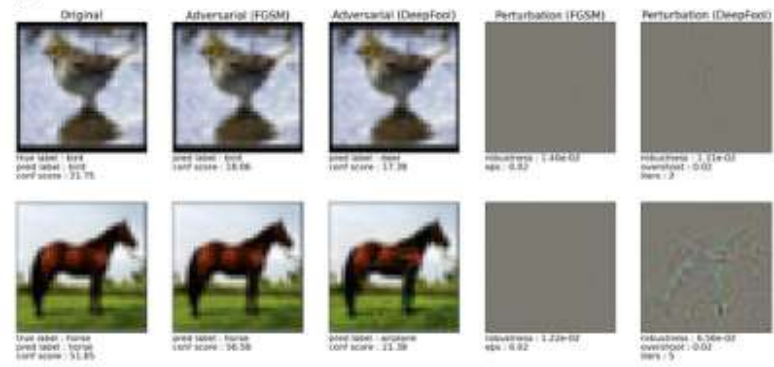 Original
Adversarial (FGSM)
Adversarial (DeepFool)
Perturbation (FGSM)
Perturbation (DeepFool)
true label : bird
pred label : bird
conf score : 21.75
pred label : bird
conf score : 18.06
pred label : deer
conf score : 17.38
robustness : 1.40e-02
eps : 0.02
robustness : 1.31e-02
overshoot : 0.02
iters : 2
true label : horse
pred label : horse
conf score : 51.85
pred label : horse
conf score : 56.58
pred label : airplane
conf score : 21.38
robustness : 1.22e-02
eps : 0.02
robustness : 6.56e-02
overshoot : 0.02
iters : 5